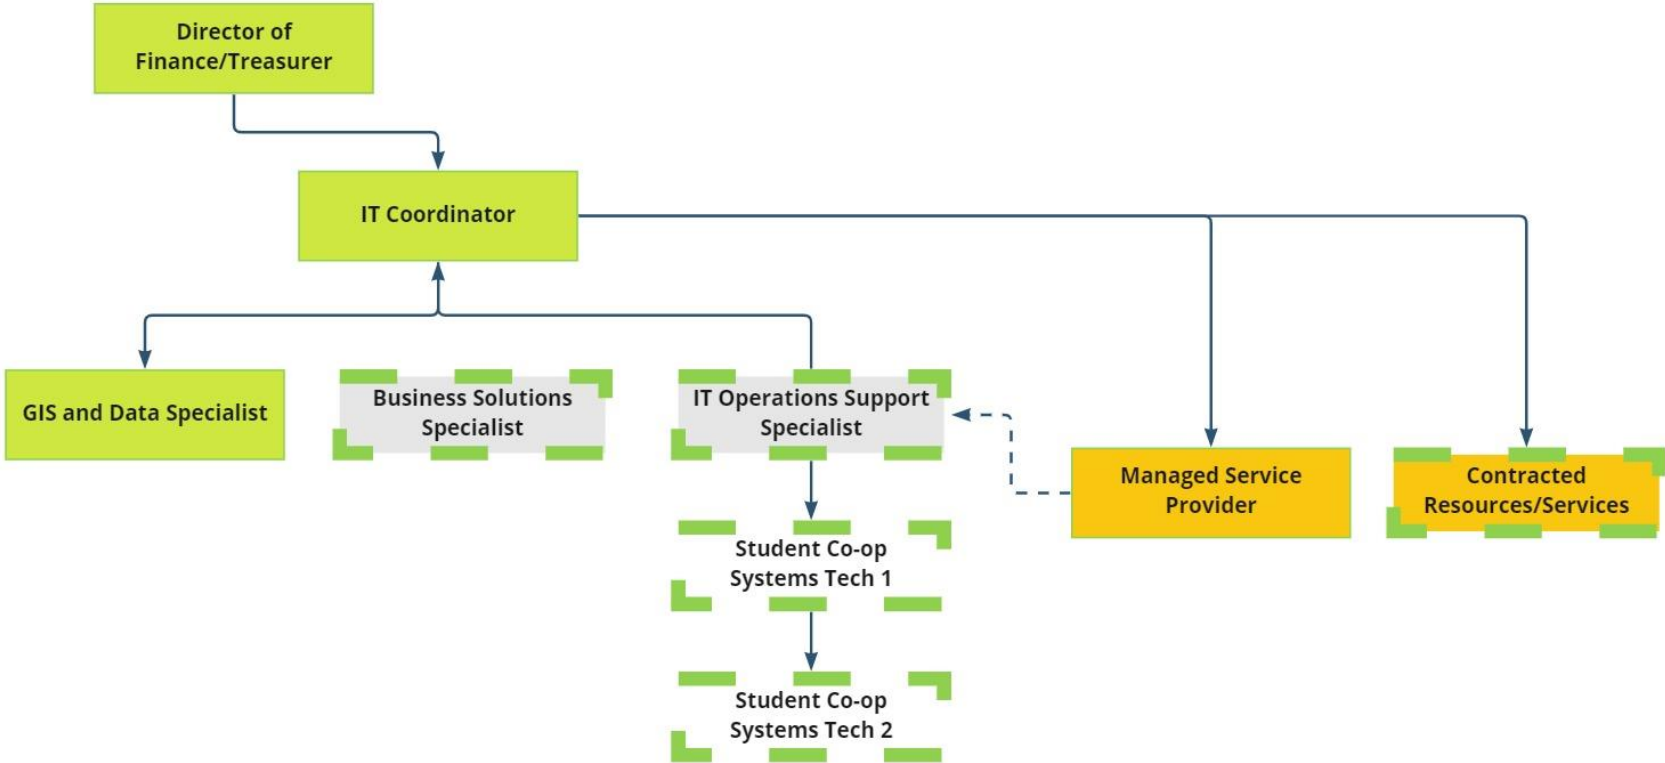 Director of
Finance/Treasurer
IT Coordinator
GIS and Data Specialist
Business Solutions
Specialist
IT Operations Support
Specialist
Managed Service
Provider
Contracted
Resources/Services
Student Co-op
Systems Tech 1
Student Co-op
Systems Tech 2